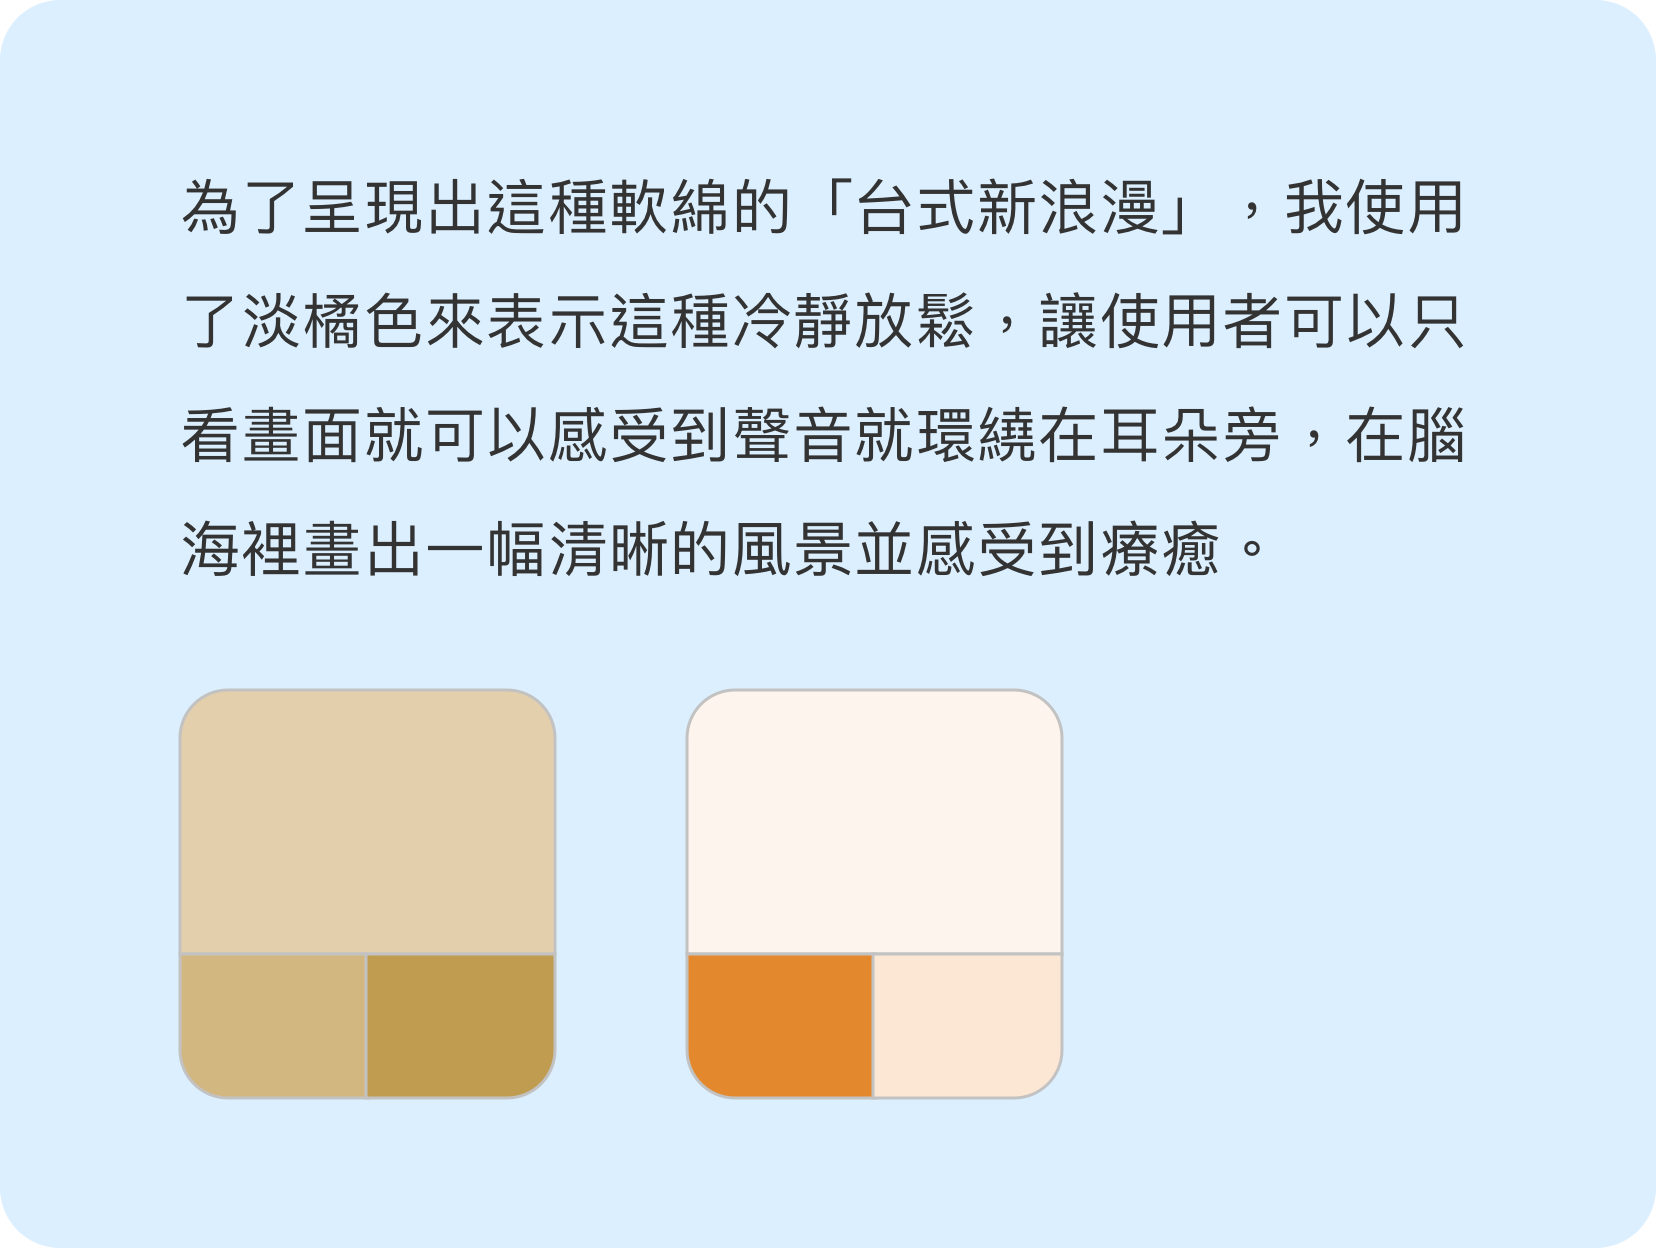 為了呈現出這種軟綿的「台式新浪漫」，我使用
了淡橘色來表示這種冷靜放鬆，讓使用者可以只
看畫面就可以感受到聲音就環繞在耳朵旁，在腦
海裡畫出一幅清晰的風景並感受到療癒。